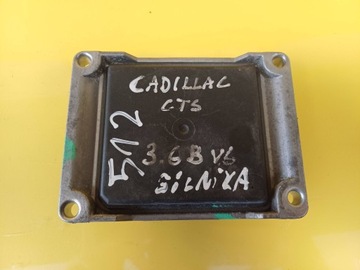 CADILLAC
CTS
3.6B V6
SILNIKA
512